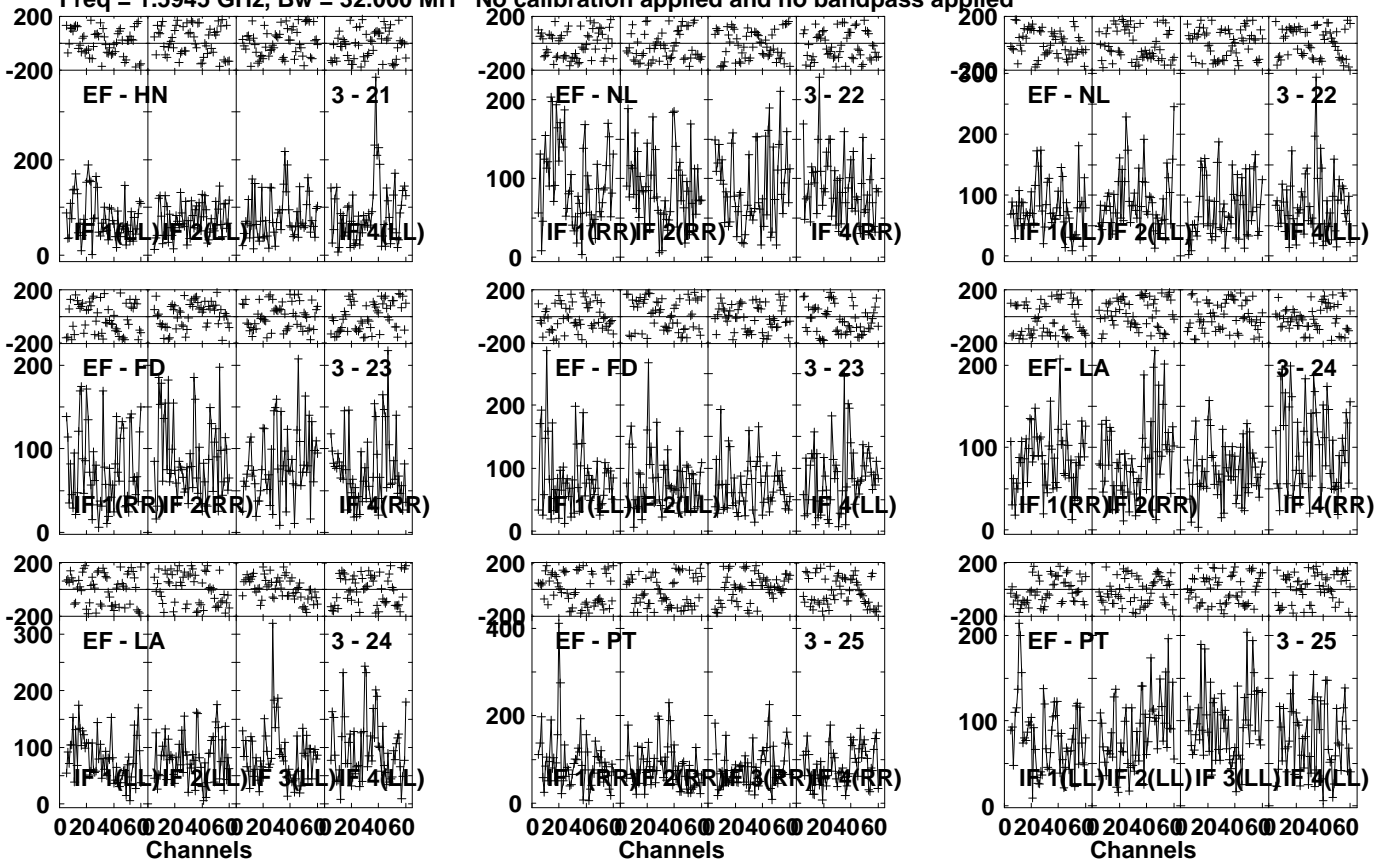 Freq = 1.5945 GHz, Bw = 32.000 MH No calibration applied and no bandpass applied
200
-200
EF - HN 3 - 21
200
0
IF 1(LL) IF 2(LL) IF 4(LL)
200
-200
EF - NL 3 - 22
200
100
0
IF 1(RR) IF 2(RR) IF 4(RR)
200
-200
300
EF - NL 3 - 22
200
100
0
IF 1(LL) IF 2(LL) IF 4(LL)
200
-200
200
EF - FD 3 - 23
100
0
IF 1(RR) IF 2(RR) IF 4(RR)
200
-200
EF - FD 3 - 23
200
100
0
IF 1(LL) IF 2(LL) IF 4(LL)
200
-200
200
EF - LA 3 - 24
100
0
IF 1(RR) IF 2(RR) IF 4(RR)
200
-200
300
EF - LA 3 - 24
200
100
0
IF 1(LL) IF 2(LL) IF 3(LL) IF 4(LL)
0 20 40 60 0 20 40 60 0 20 40 60 0 20 40 60
Channels
200
-200
400
EF - PT 3 - 25
200
0
IF 1(RR) IF 2(RR) IF 3(RR) IF 4(RR)
0 20 40 60 0 20 40 60 0 20 40 60 0 20 40 60
Channels
200
-200
200
EF - PT 3 - 25
100
0
IF 1(LL) IF 2(LL) IF 3(LL) IF 4(LL)
0 20 40 60 0 20 40 60 0 20 40 60 0 20 40 60
Channels